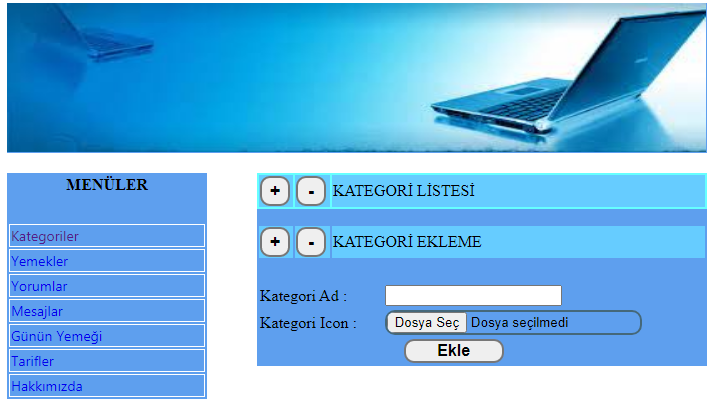 MENÜLER
Kategoriler
Yemekler
Yorumlar
Mesajlar
Günün Yemeği
Tarifler
Hakkımızda
+ - KATEGORİ LİSTESİ
+ - KATEGORİ EKLEME
Kategori Ad :
Kategori Icon : Dosya Seç Dosya seçilmedi
Ekle